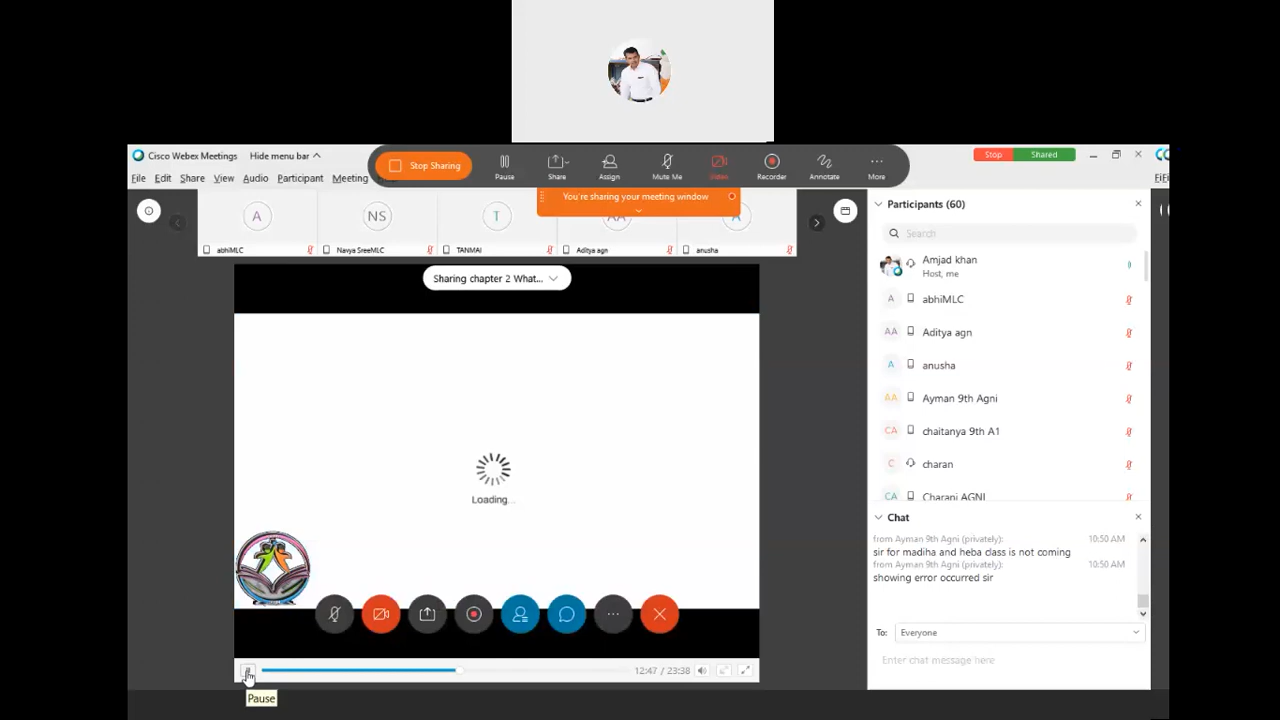 Cisco Webex Meetings
Hide menu bar
Stop Sharing
Pause
Share
Assign
Mute Me
Recorder
Annotate
More
Stop
Shared
File Edit Share View Audio Participant Meeting
You're sharing your meeting window
A
NS
T
AA
A
abhiMLC
Navya SreeMLC
TANMAI
Aditya agn
anusha
Sharing chapter 2 What...
Loading...
12:47 / 23:38
Pause
Participants (60)
Search
Amjad khan
Host, me
A abhiMLC
AA Aditya agn
A anusha
AA Ayman 9th Agni
CA chaitanya 9th A1
C charan
CA Charani AGNI
Chat
from Ayman 9th Agni (privately): 10:50 AM
sir for madiha and heba class is not coming
from Ayman 9th Agni (privately): 10:50 AM
showing error occurred sir
To: Everyone
Enter chat message here